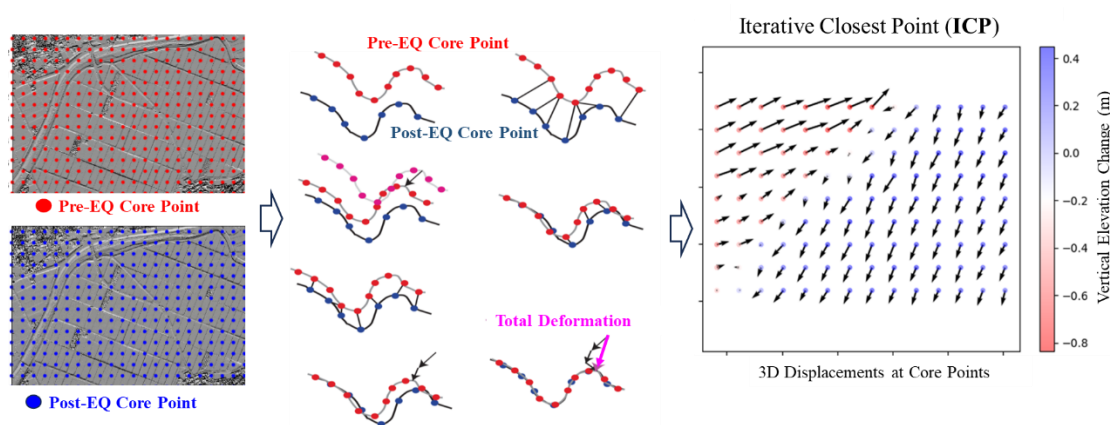 Pre-EQ Core Point
Post-EQ Core Point
Pre-EQ Core Point
Post-EQ Core Point
Total Deformation
Iterative Closest Point (ICP)
3D Displacements at Core Points
0.4
0.2
0.0
−0.2
−0.4
−0.6
−0.8
Vertical Elevation Change (m)